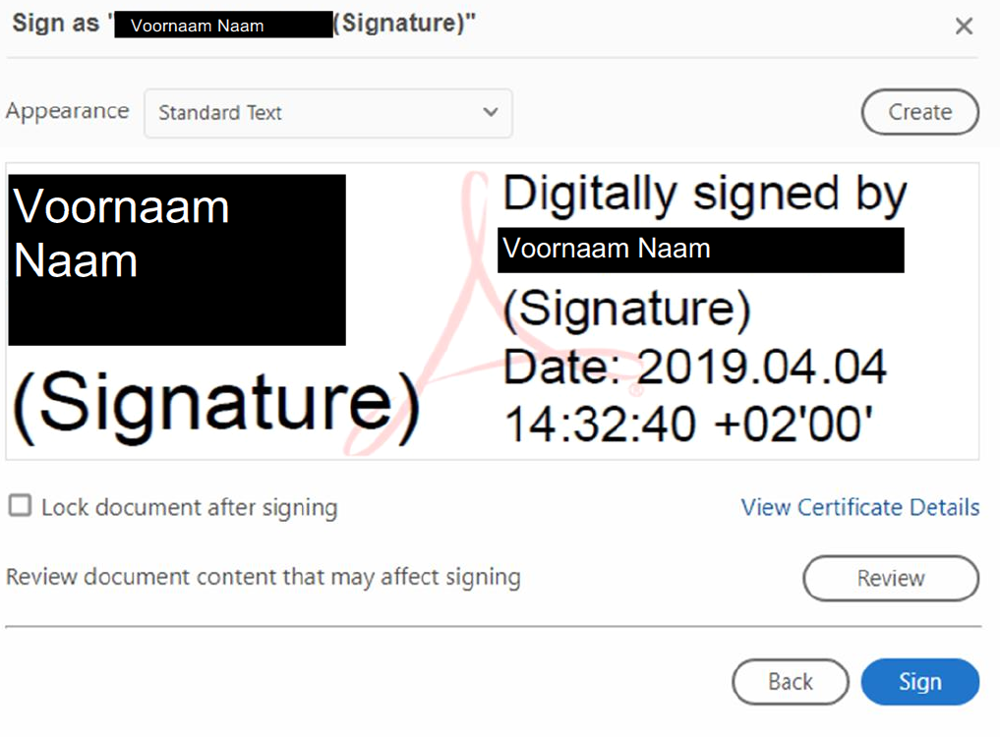 Sign as "Voornaam Naam (Signature)"
Appearance Standard Text Create
Voornaam
Naam
(Signature)
Digitally signed by
Voornaam Naam
(Signature)
Date: 2019.04.04
14:32:40 +02'00'
Lock document after signing View Certificate Details
Review document content that may affect signing Review
Back Sign